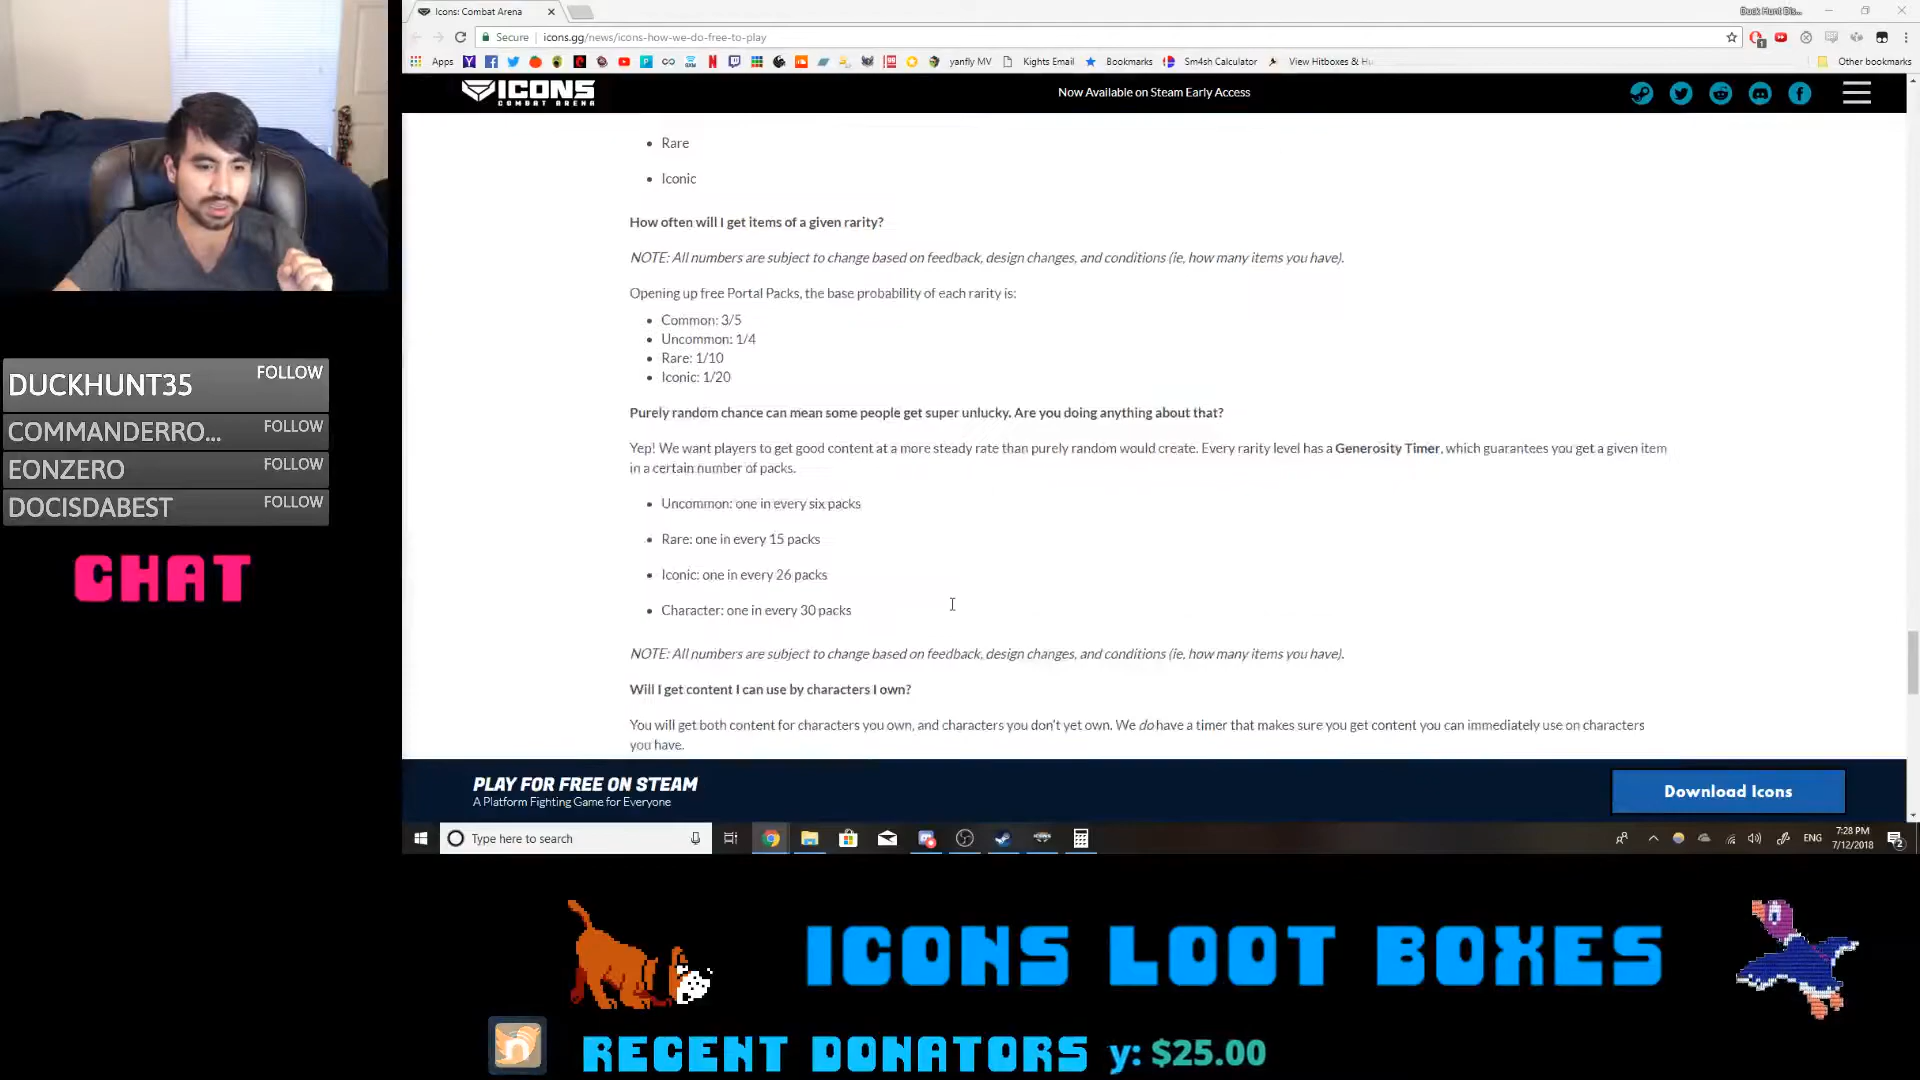 Icons: Combat Arena
Secure
icons.gg/news/icons-how-we-do-free-to-play
Apps
yanfly MV
Kights Email
Bookmarks
Sm4sh Calculator
View Hitboxes & Hu
Other bookmarks
ICONS
COMBAT ARENA
Now Available on Steam Early Access
• Rare
• Iconic
How often will I get items of a given rarity?
NOTE: All numbers are subject to change based on feedback, design changes, and conditions (ie, how many items you have).
Opening up free Portal Packs, the base probability of each rarity is:
• Common: 3/5
• Uncommon: 1/4
• Rare: 1/10
• Iconic: 1/20
Purely random chance can mean some people get super unlucky. Are you doing anything about that?
Yep! We want players to get good content at a more steady rate than purely random would create. Every rarity level has a Generosity Timer, which guarantees you get a given item
in a certain number of packs.
• Uncommon: one in every six packs
• Rare: one in every 15 packs
• Iconic: one in every 26 packs
• Character: one in every 30 packs
NOTE: All numbers are subject to change based on feedback, design changes, and conditions (ie, how many items you have).
Will I get content I can use by characters I own?
You will get both content for characters you own, and characters you don't yet own. We do have a timer that makes sure you get content you can immediately use on characters
you have.
PLAY FOR FREE ON STEAM
A Platform Fighting Game for Everyone
Download Icons
Type here to search
ENG
7:28 PM
7/12/2018
DUCKHUNT35 FOLLOW
COMMANDERRO... FOLLOW
EONZERO FOLLOW
DOCISDABEST FOLLOW
CHAT
ICONS LOOT BOXES
RECENT DONATORS y: $25.00